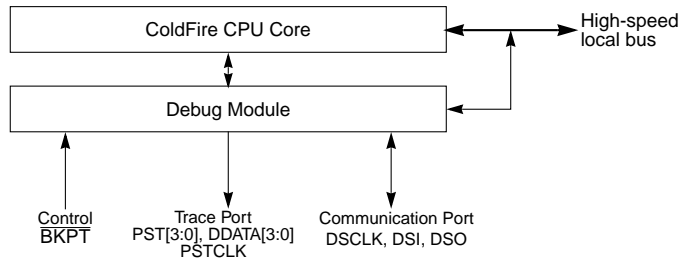 ColdFire CPU Core
High-speed
local bus
Debug Module
Control
BKPT
Trace Port
PST[3:0], DDATA[3:0]
PSTCLK
Communication Port
DSCLK, DSI, DSO